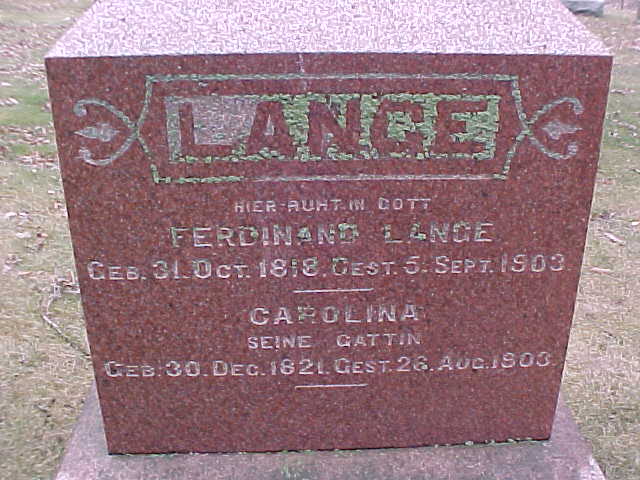 LANGE
HIER RUHT IN GOTT
FERDINAND LANGE
GEB. 31. OCT. 1818. GEST. 5. SEPT. 1903
CAROLINA
SEINE GATTIN
GEB. 30. DEC. 1821. GEST. 26. AUG. 1903